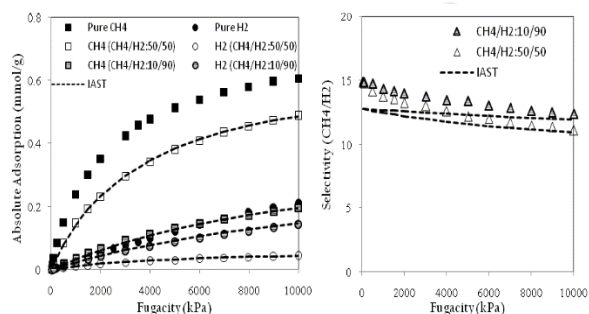 0.8
0.6
0.4
0.2
0
Absolute Adsorption (mmol/g)
Pure CH4
Pure H2
CH4 (CH4/H2:50/50)
H2 (CH4/H2:50/50)
CH4 (CH4/H2:10/90)
H2 (CH4/H2:10/90)
IAST
0 2000 4000 6000 8000 10000
Fugacity (kPa)
20
15
10
5
0
Selectivity (CH4/H2)
CH4/H2:10/90
CH4/H2:50/50
IAST
0 2000 4000 6000 8000 10000
Fugacity (kPa)